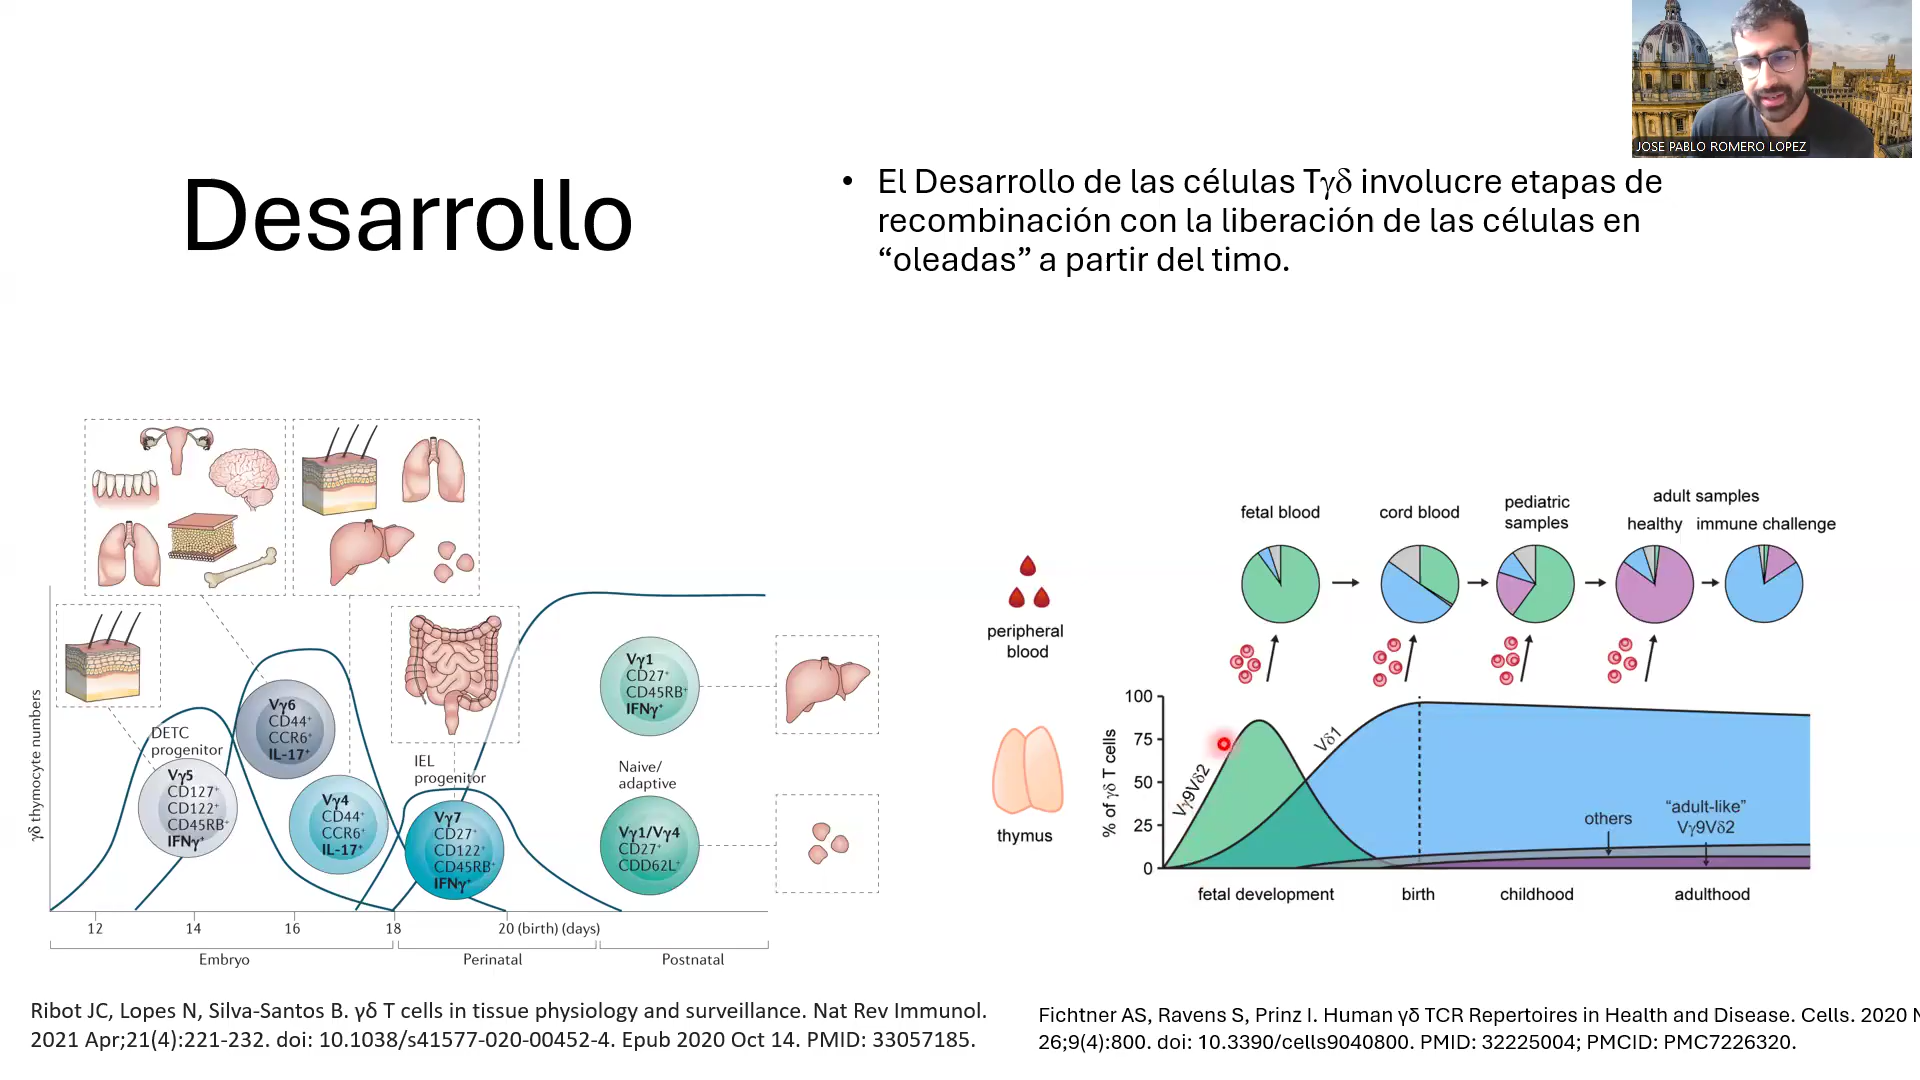 JOSE PABLO ROMERO LOPEZ
Desarrollo
• El Desarrollo de las células Tγδ involucre etapas de
recombinación con la liberación de las células en
“oleadas” a partir del timo.
γδ thymocyte numbers
DETC
progenitor
Vγ5
CD127⁺
CD122⁺
CD45RB⁺
IFNγ⁺
Vγ6
CD44⁺
CCR6⁺
IL-17⁺
Vγ4
CD44⁺
CCR6⁺
IL-17⁺
IEL
progenitor
Vγ7
CD27⁺
CD122⁺
CD45RB⁺
IFNγ⁺
Vγ1
CD27⁺
CD45RB⁺
IFNγ⁺
Naive/
adaptive
Vγ1/Vγ4
CD27⁺
CDD62L⁺
12 14 16 18 20 (birth) (days)
Embryo Perinatal Postnatal
fetal blood
cord blood
pediatric
samples
adult samples
healthy immune challenge
peripheral
blood
thymus
% of γδ T cells
100
75
50
25
0
Vγ9Vδ2
Vδ1
others
“adult-like”
Vγ9Vδ2
fetal development birth childhood adulthood
Ribot JC, Lopes N, Silva-Santos B. γδ T cells in tissue physiology and surveillance. Nat Rev Immunol.
2021 Apr;21(4):221-232. doi: 10.1038/s41577-020-00452-4. Epub 2020 Oct 14. PMID: 33057185.
Fichtner AS, Ravens S, Prinz I. Human γδ TCR Repertoires in Health and Disease. Cells. 2020
26;9(4):800. doi: 10.3390/cells9040800. PMID: 32225004; PMCID: PMC7226320.